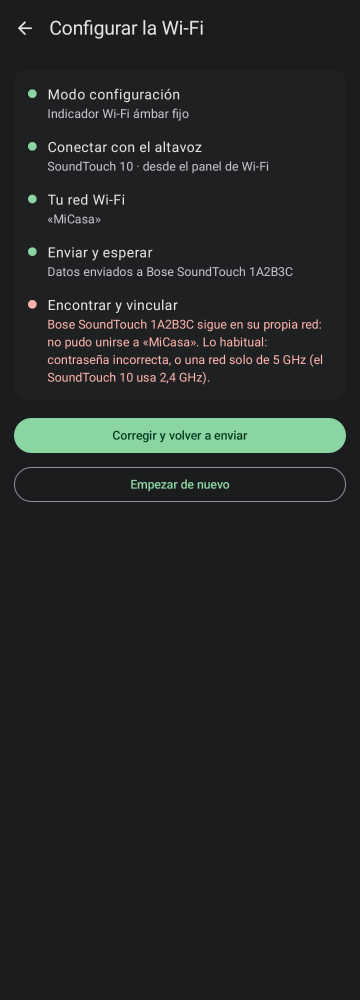 Configurar la Wi-Fi
Modo configuración
Indicador Wi-Fi ámbar fijo
Conectar con el altavoz
SoundTouch 10 · desde el panel de Wi-Fi
Tu red Wi-Fi
«MiCasa»
Enviar y esperar
Datos enviados a Bose SoundTouch 1A2B3C
Encontrar y vincular
Bose SoundTouch 1A2B3C sigue en su propia red:
no pudo unirse a «MiCasa». Lo habitual:
contraseña incorrecta, o una red solo de 5 GHz (el
SoundTouch 10 usa 2,4 GHz).
Corregir y volver a enviar
Empezar de nuevo